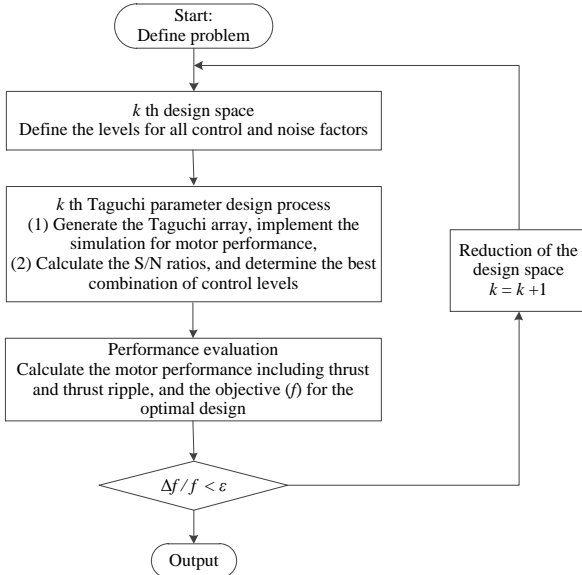 Start:
Define problem
k th design space
Define the levels for all control and noise factors
k th Taguchi parameter design process
(1) Generate the Taguchi array, implement the
simulation for motor performance,
(2) Calculate the S/N ratios, and determine the best
combination of control levels
Reduction of the
design space
k = k +1
Performance evaluation
Calculate the motor performance including thrust
and thrust ripple, and the objective (f) for the
optimal design
Δf / f < ε
Output